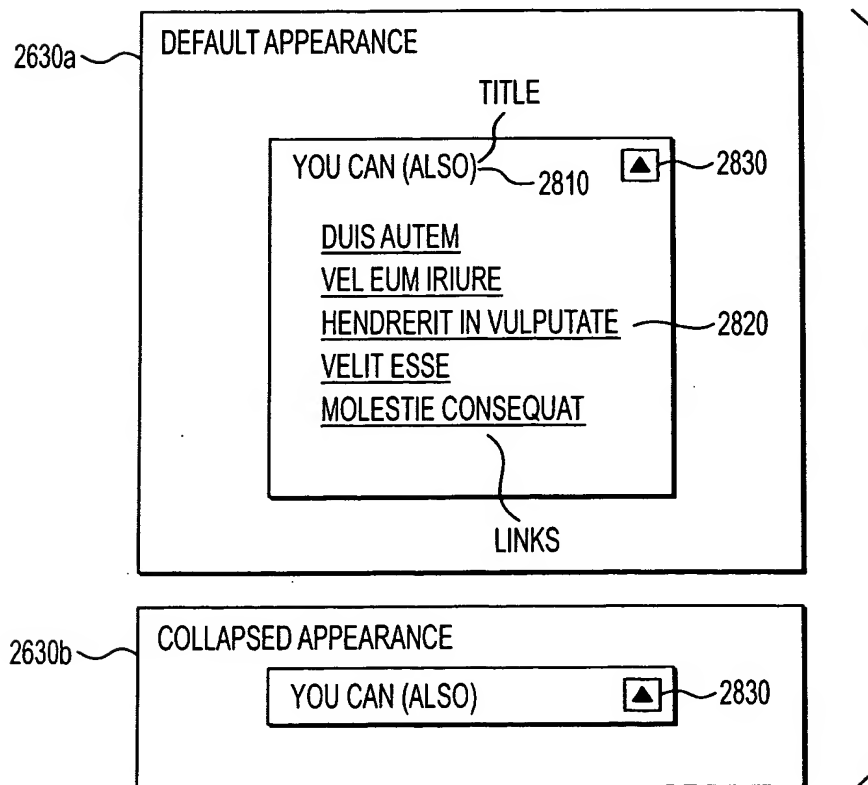 2630a
DEFAULT APPEARANCE
TITLE
YOU CAN (ALSO)
2810
2830
DUIS AUTEM
VEL EUM IRIURE
HENDRERIT IN VULPUTATE
2820
VELIT ESSE
MOLESTIE CONSEQUAT
LINKS
2630b
COLLAPSED APPEARANCE
YOU CAN (ALSO)
2830